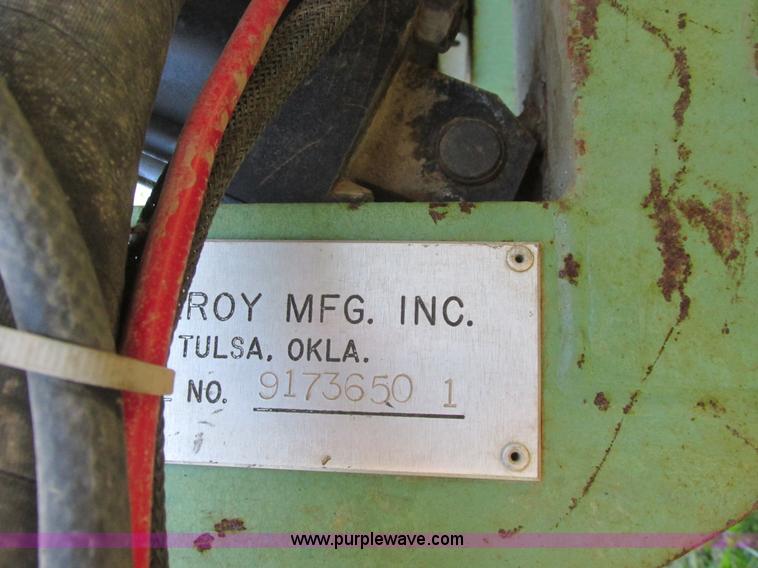 ROY MFG. INC.
TULSA, OKLA.
NO. 9173650 1
www.purplewave.com